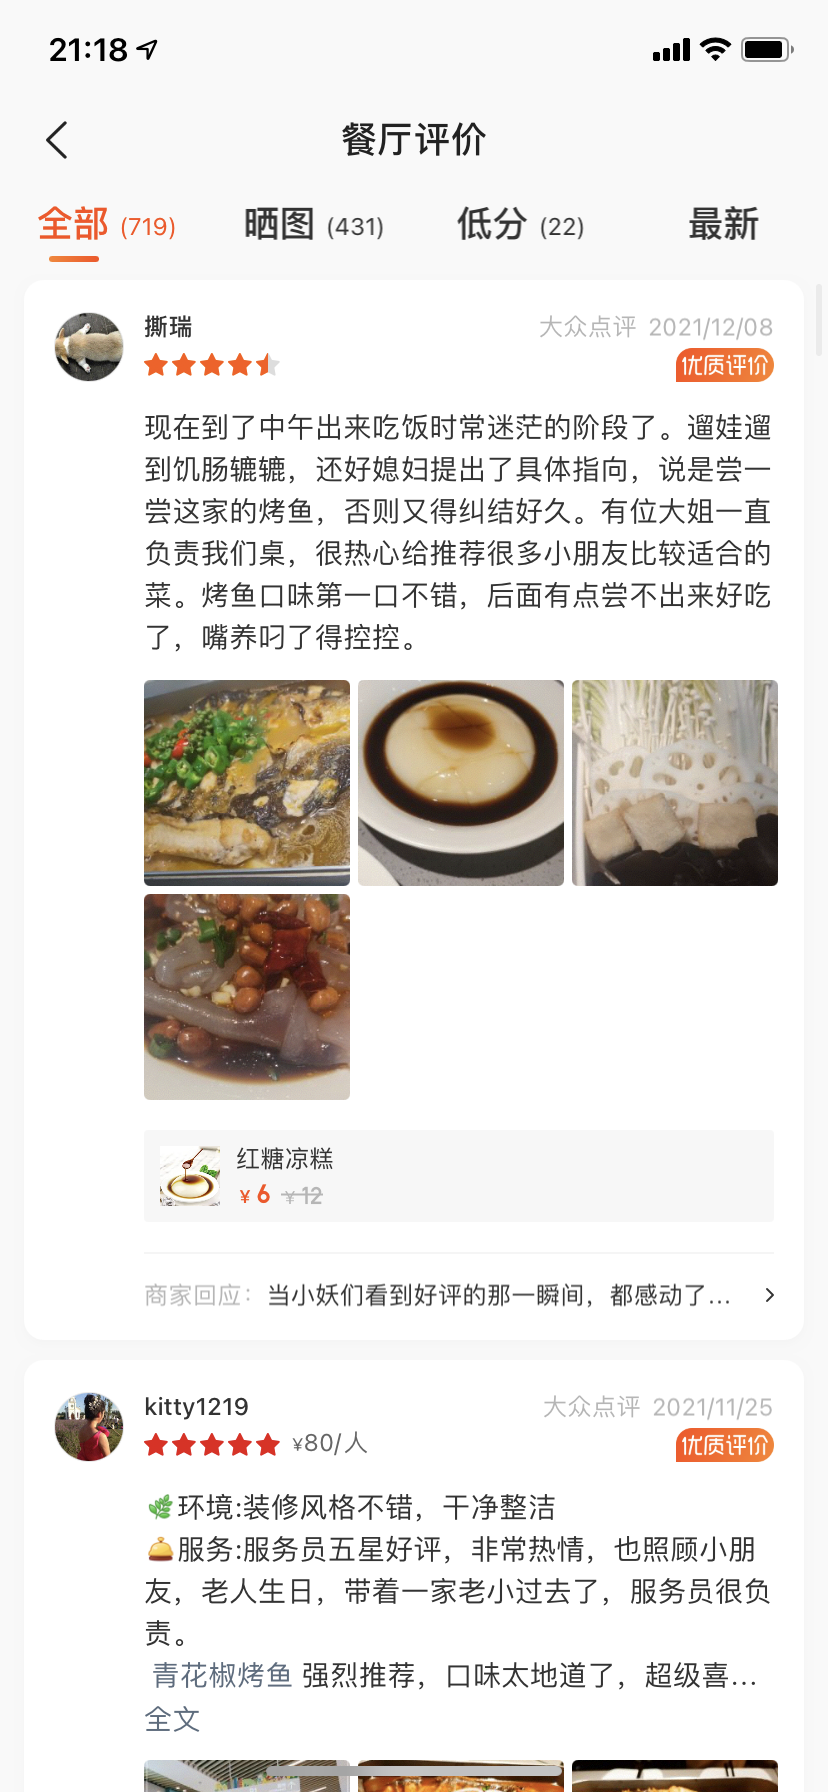 21:18
餐厅评价
全部 (719) 晒图 (431) 低分 (22) 最新
撕瑞 大众点评 2021/12/08
优质评价
现在到了中午出来吃饭时常迷茫的阶段了。遛娃遛
到饥肠辘辘，还好媳妇提出了具体指向，说是尝一
尝这家的烤鱼，否则又得纠结好久。有位大姐一直
负责我们桌，很热心给推荐很多小朋友比较适合的
菜。烤鱼口味第一口不错，后面有点尝不出来好吃
了，嘴养叼了得控控。
红糖凉糕
¥ 6 ¥ 12
商家回应： 当小妖们看到好评的那一瞬间，都感动了...
kitty1219 大众点评 2021/11/25
¥80/人 优质评价
环境:装修风格不错，干净整洁
服务:服务员五星好评，非常热情，也照顾小朋
友，老人生日，带着一家老小过去了，服务员很负
责。
青花椒烤鱼 强烈推荐，口味太地道了，超级喜...
全文